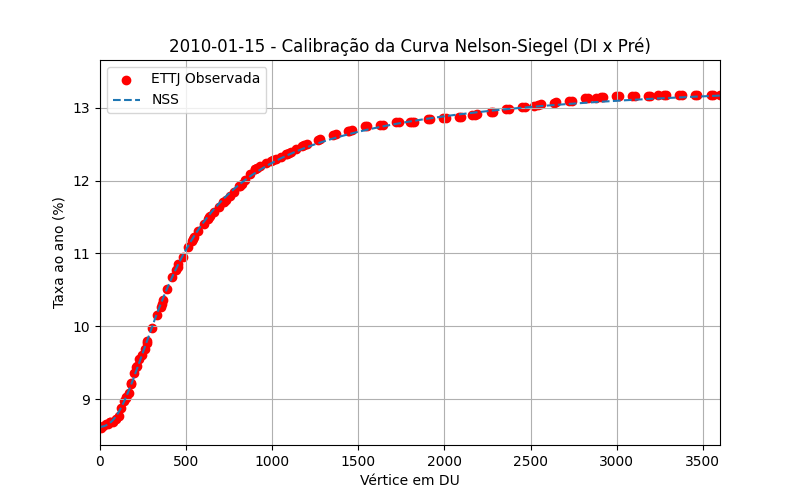 2010-01-15 - Calibração da Curva Nelson-Siegel (DI x Pré)
ETTJ Observada
NSS
Taxa ao ano (%)
13
12
11
10
9
0 500 1000 1500 2000 2500 3000 3500
Vértice em DU